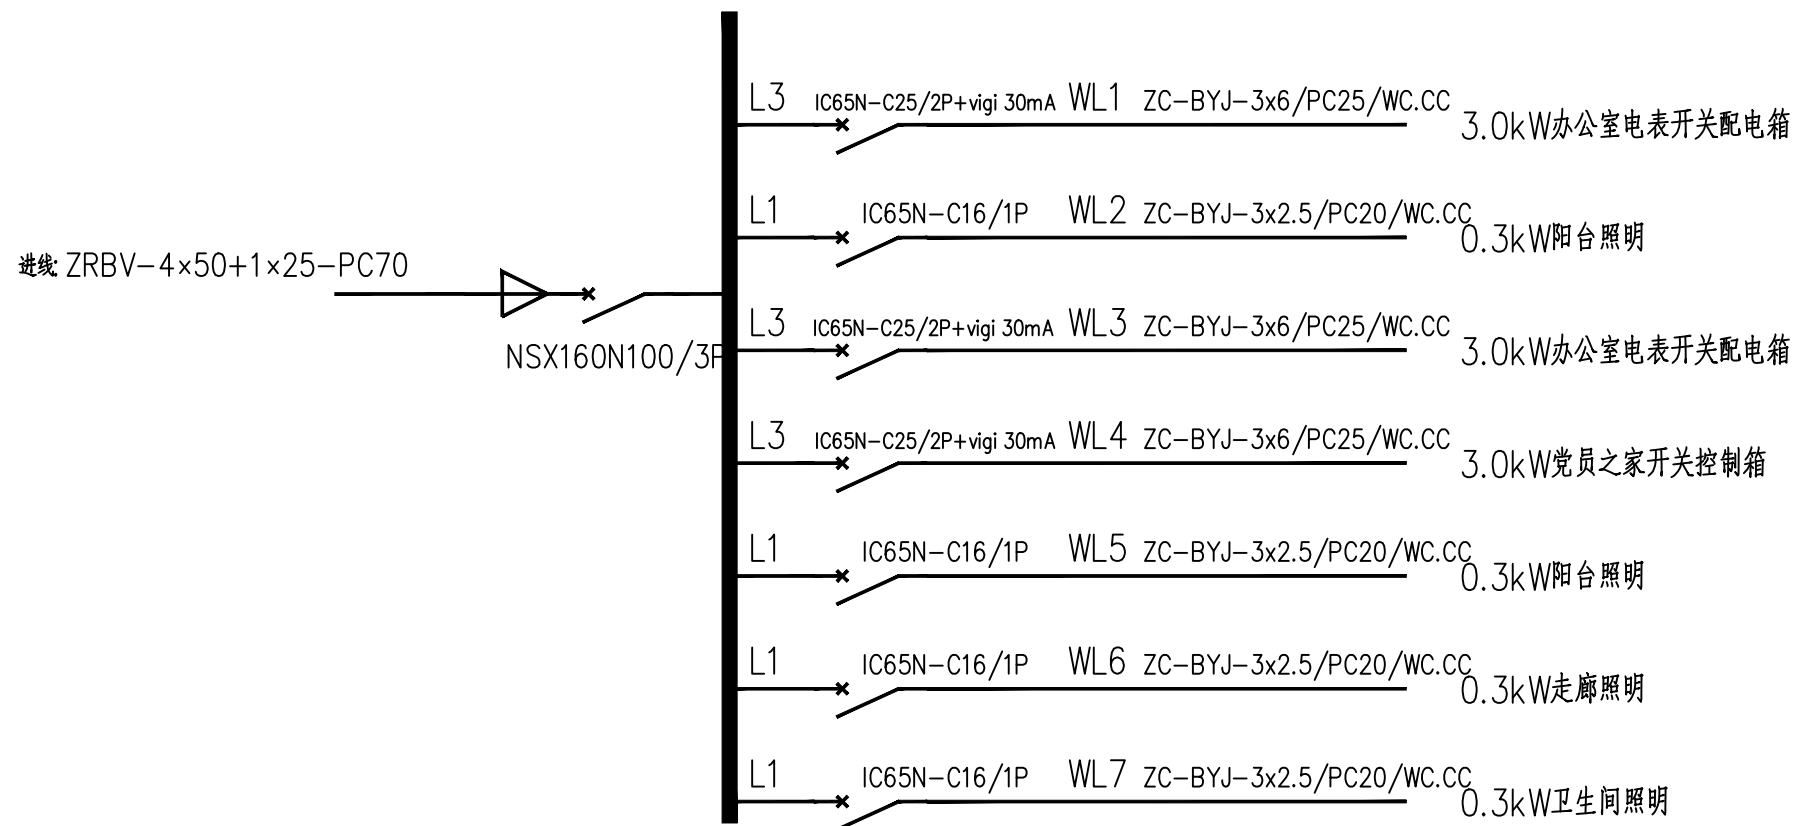 L3 IC65N-C25/2P+vigi 30mA WL1 ZC-BYJ-3x6/PC25/WC.CC 3.0kW办公室电表开关配电箱
L1 IC65N-C16/1P WL2 ZC-BYJ-3x2.5/PC20/WC.CC 0.3kW阳台照明
进线: ZRBV-4×50+1×25-PC70
L3 IC65N-C25/2P+vigi 30mA WL3 ZC-BYJ-3x6/PC25/WC.CC 3.0kW办公室电表开关配电箱
NSX160N100/3P
L3 IC65N-C25/2P+vigi 30mA WL4 ZC-BYJ-3x6/PC25/WC.CC 3.0kW党员之家开关控制箱
L1 IC65N-C16/1P WL5 ZC-BYJ-3x2.5/PC20/WC.CC 0.3kW阳台照明
L1 IC65N-C16/1P WL6 ZC-BYJ-3x2.5/PC20/WC.CC 0.3kW走廊照明
L1 IC65N-C16/1P WL7 ZC-BYJ-3x2.5/PC20/WC.CC 0.3kW卫生间照明